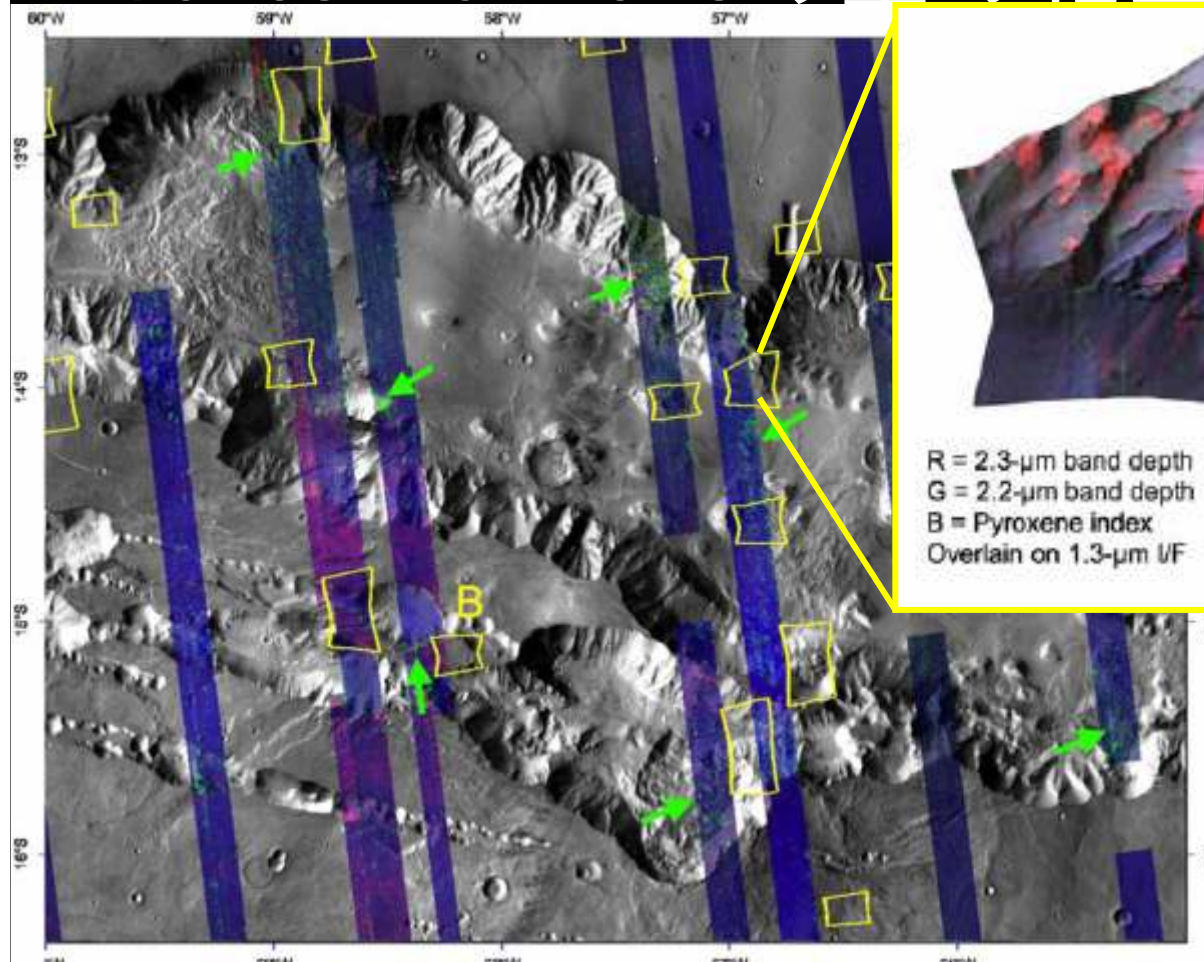 60°W 59°W 58°W 57°W
13°S
14°S
15°S
16°S
B
R = 2.3-µm band depth
G = 2.2-µm band depth
B = Pyroxene index
Overlain on 1.3-µm I/F